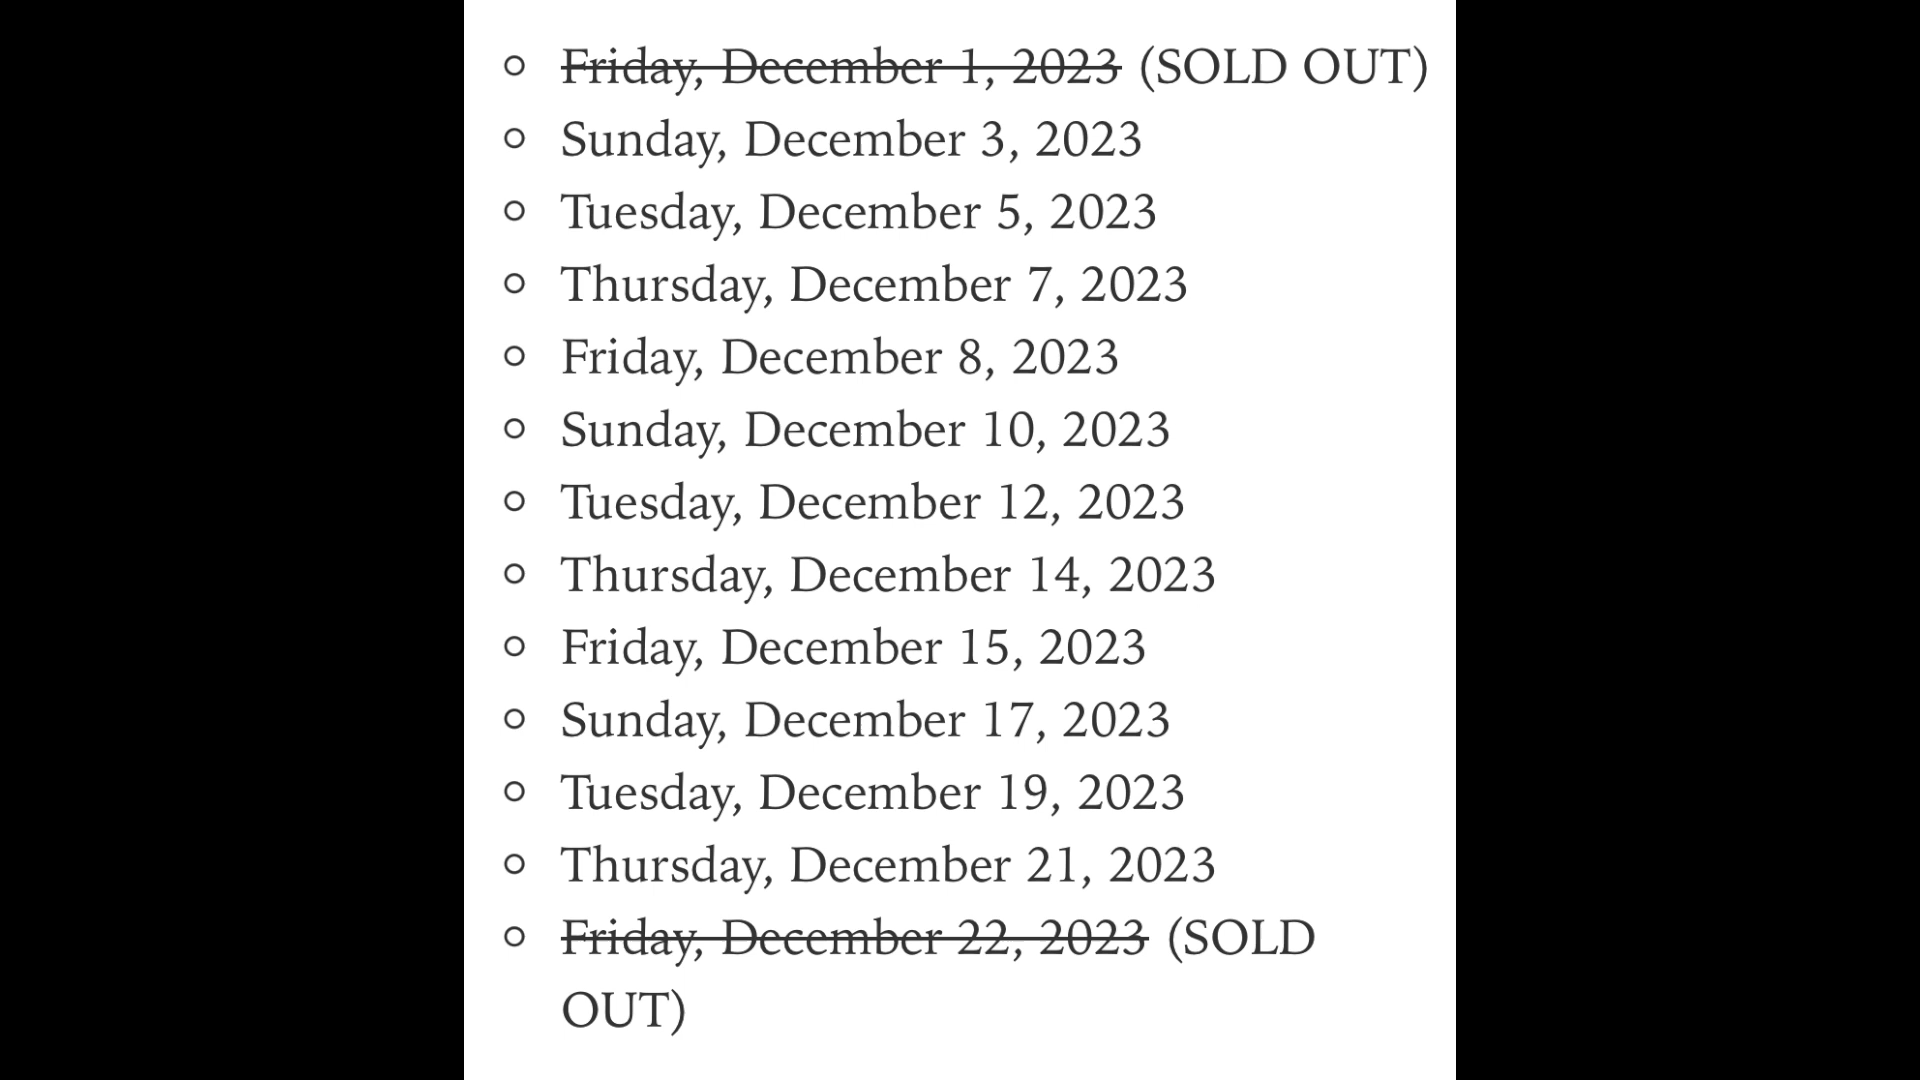 Friday, December 1, 2023 (SOLD OUT)
Sunday, December 3, 2023
Tuesday, December 5, 2023
Thursday, December 7, 2023
Friday, December 8, 2023
Sunday, December 10, 2023
Tuesday, December 12, 2023
Thursday, December 14, 2023
Friday, December 15, 2023
Sunday, December 17, 2023
Tuesday, December 19, 2023
Thursday, December 21, 2023
Friday, December 22, 2023 (SOLD
OUT)